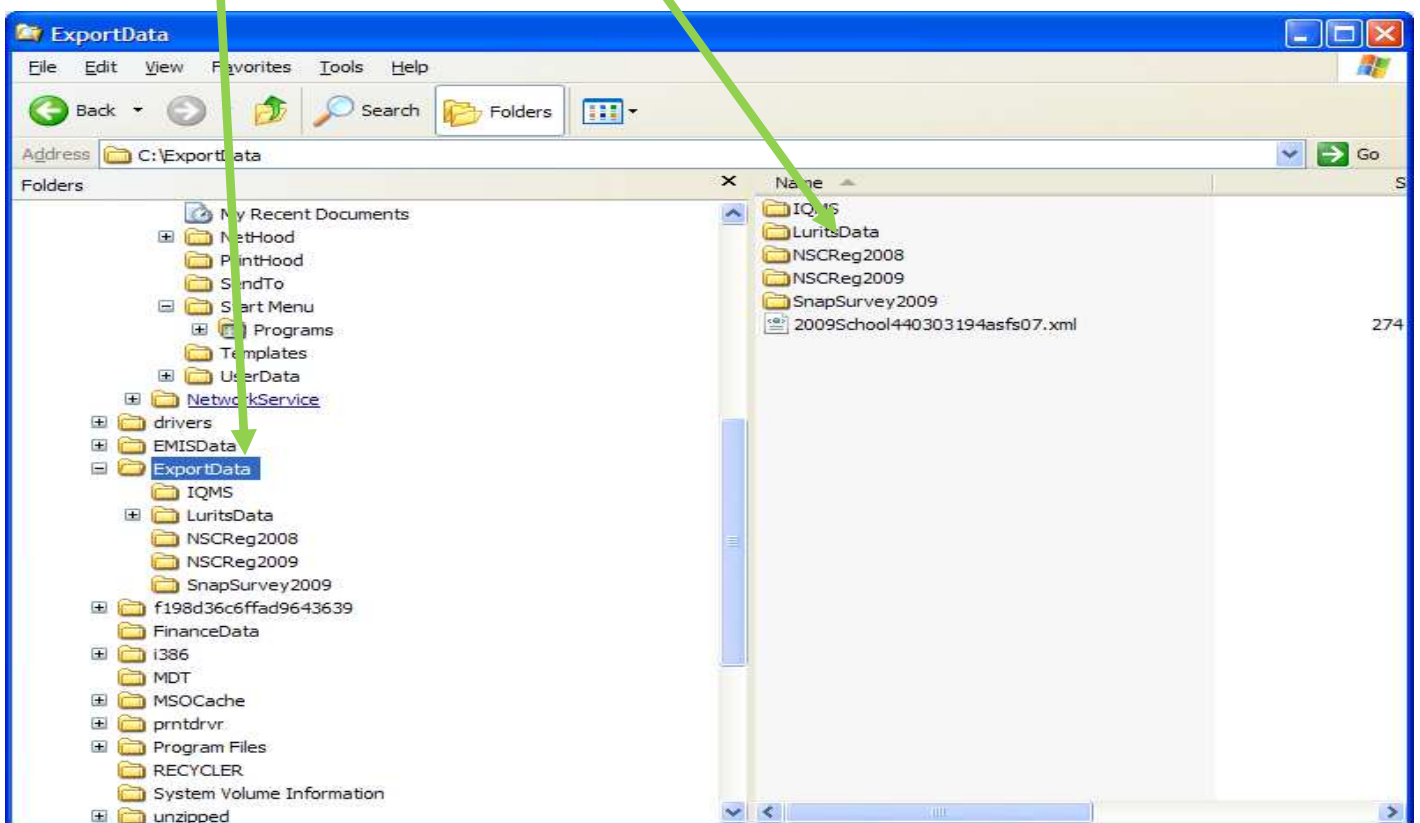 ExportData
File Edit View Favorites Tools Help
Back Search Folders
Address C:\ExportData Go
Folders
My Recent Documents
NetHood
PrintHood
SendTo
Start Menu
Programs
Templates
UserData
NetworkService
drivers
EMISData
ExportData
IQMS
LuritsData
NSCReg2008
NSCReg2009
SnapSurvey2009
f198d36c6ffad9643639
FinanceData
i386
MDT
MSOCache
prntdrvr
Program Files
RECYCLER
System Volume Information
unzipped
Name S
IQMS
LuritsData
NSCReg2008
NSCReg2009
SnapSurvey2009
2009School440303194asfs07.xml 274